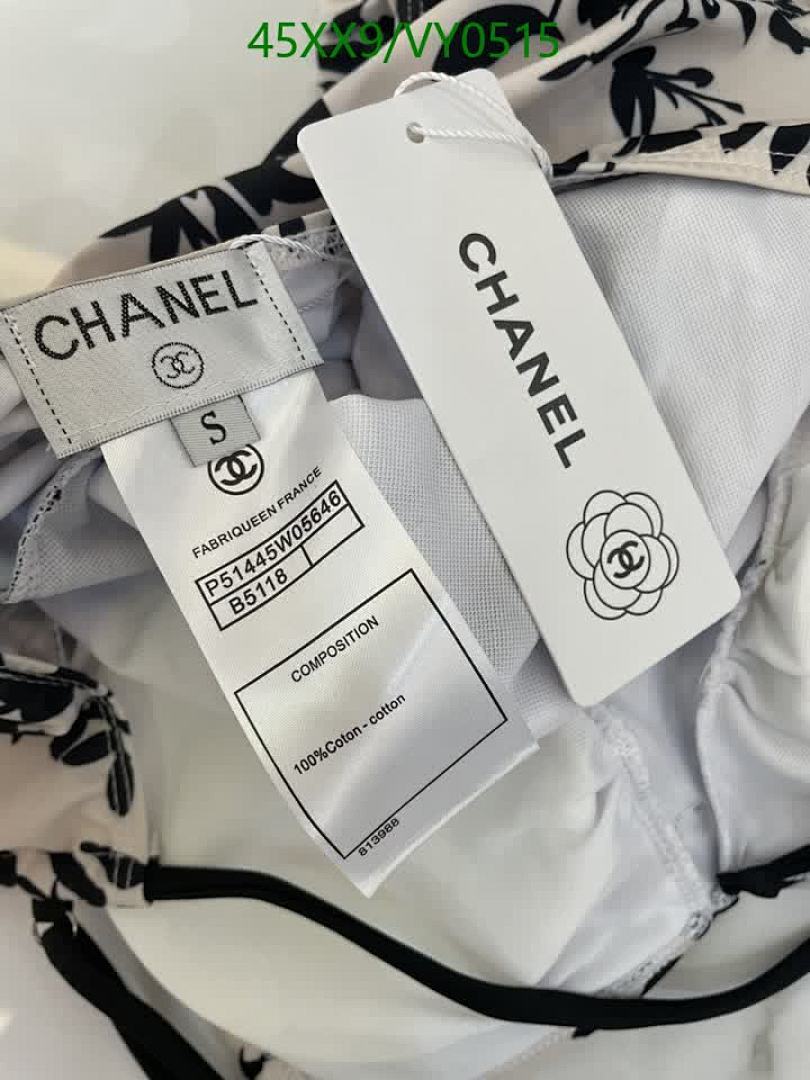 45XX9/VY0515
CHANEL
S
FABRIQUEEN FRANCE
P51445W05646
B5118
COMPOSITION
100%Coton - cotton
813988
CHANEL